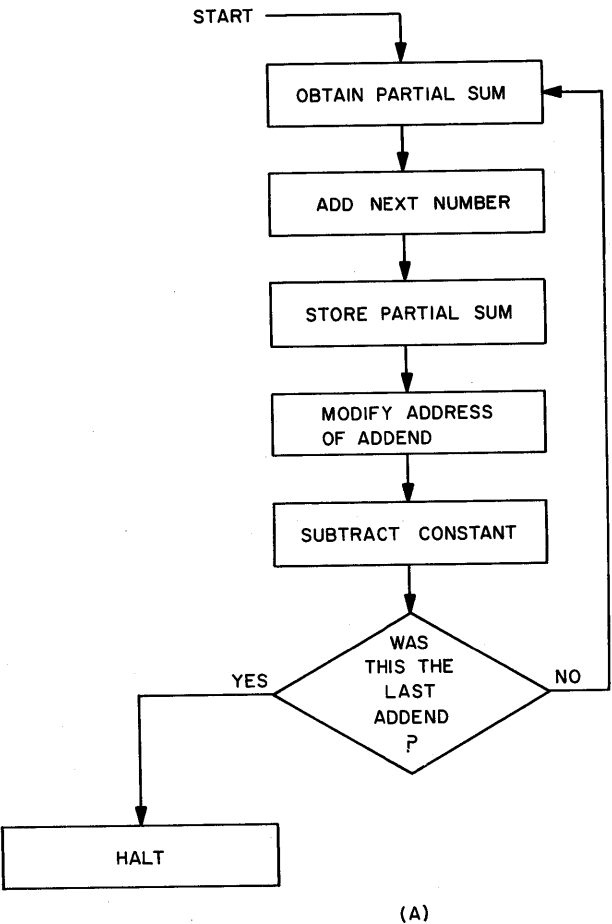 START
OBTAIN PARTIAL SUM
ADD NEXT NUMBER
STORE PARTIAL SUM
MODIFY ADDRESS
OF ADDEND
SUBTRACT CONSTANT
WAS
THIS THE
LAST
ADDEND
?
YES
NO
HALT
(A)